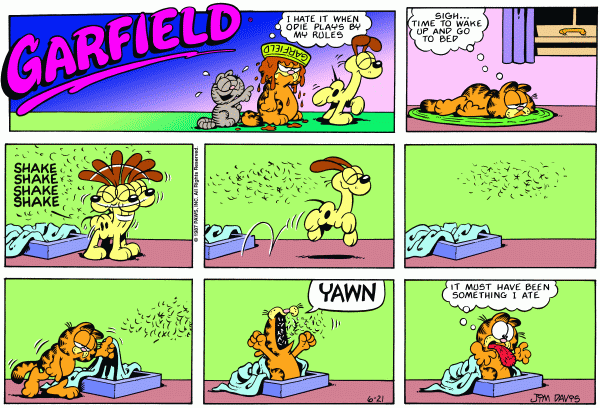 GARFIELD
I HATE IT WHEN
ODIE PLAYS BY
MY RULES
GARFIELD
SIGH...
TIME TO WAKE
UP AND GO
TO BED
SHAKE
SHAKE
SHAKE
SHAKE
© 1997 PAWS, INC. All Rights Reserved.
YAWN
6-21
IT MUST HAVE BEEN
SOMETHING I ATE
JIM DAVIS